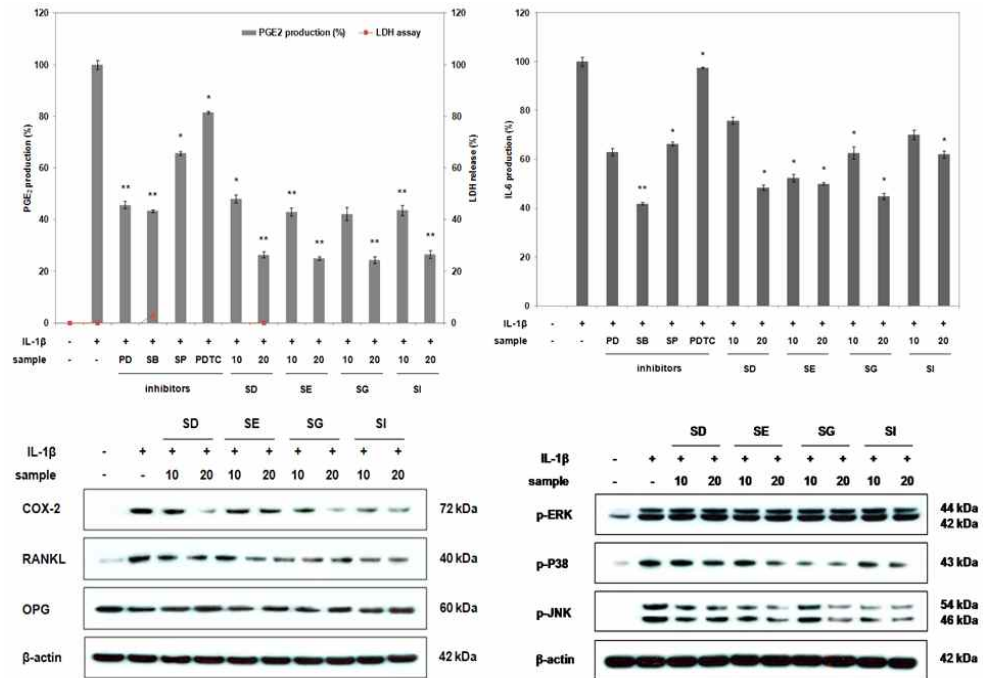 120
100
80
60
40
20
0
PGE2 production (%)
PGE2 production (%)
LDH assay
120
100
80
60
40
20
0
LDH release (%)
*
*
**
**
*
**
**
**
**
**
**
IL-1β - + + + + + + + + + + + + +
sample - - PD SB SP PDTC 10 20 10 20 10 20 10 20
inhibitors SD SE SG SI
120
100
80
60
40
20
0
IL-6 production (%)
*
**
*
*
*
*
*
*
*
IL-1β - + + + + + + + + + + + + +
sample - - PD SB SP PDTC 10 20 10 20 10 20 10 20
inhibitors SD SE SG SI
SD SE SG SI
IL-1β - + + + + + + + + +
sample - - 10 20 10 20 10 20 10 20
COX-2 72 kDa
RANKL 40 kDa
OPG 60 kDa
β-actin 42 kDa
SD SE SG SI
IL-1β - + + + + + + + + +
sample - - 10 20 10 20 10 20 10 20
p-ERK 44 kDa
42 kDa
p-P38 43 kDa
p-JNK 54 kDa
46 kDa
β-actin 42 kDa